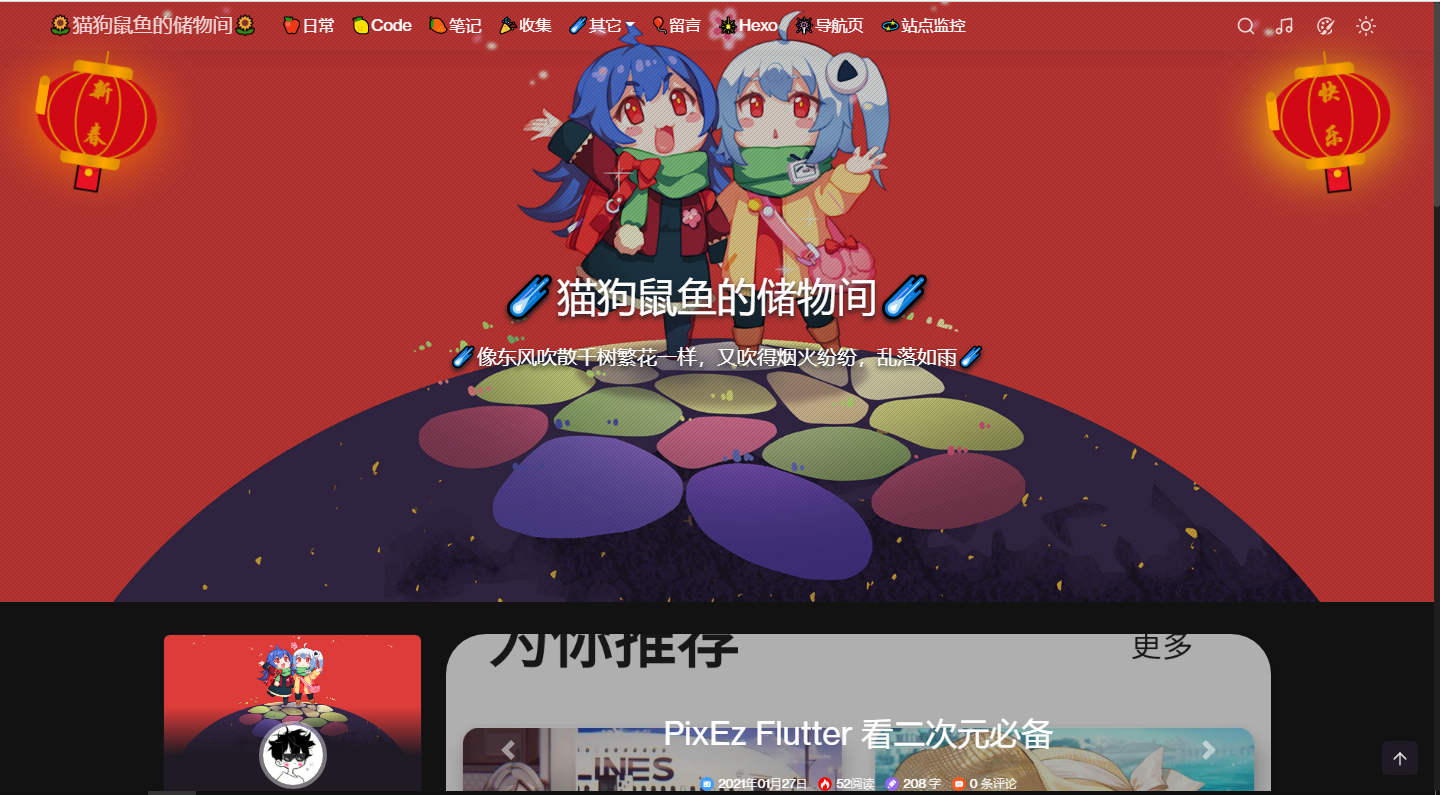 猫狗鼠鱼的储物间 日常 Code 笔记 收集 其它 留言 Hexo 导航页 站点监控
新春
快乐
猫狗鼠鱼的储物间
像东风吹散千树繁花一样，又吹得烟火纷纷，乱落如雨
为你推荐 更多
PixEz Flutter 看二次元必备
LINES
2021年01月27日 52阅读 208 字 0 条评论